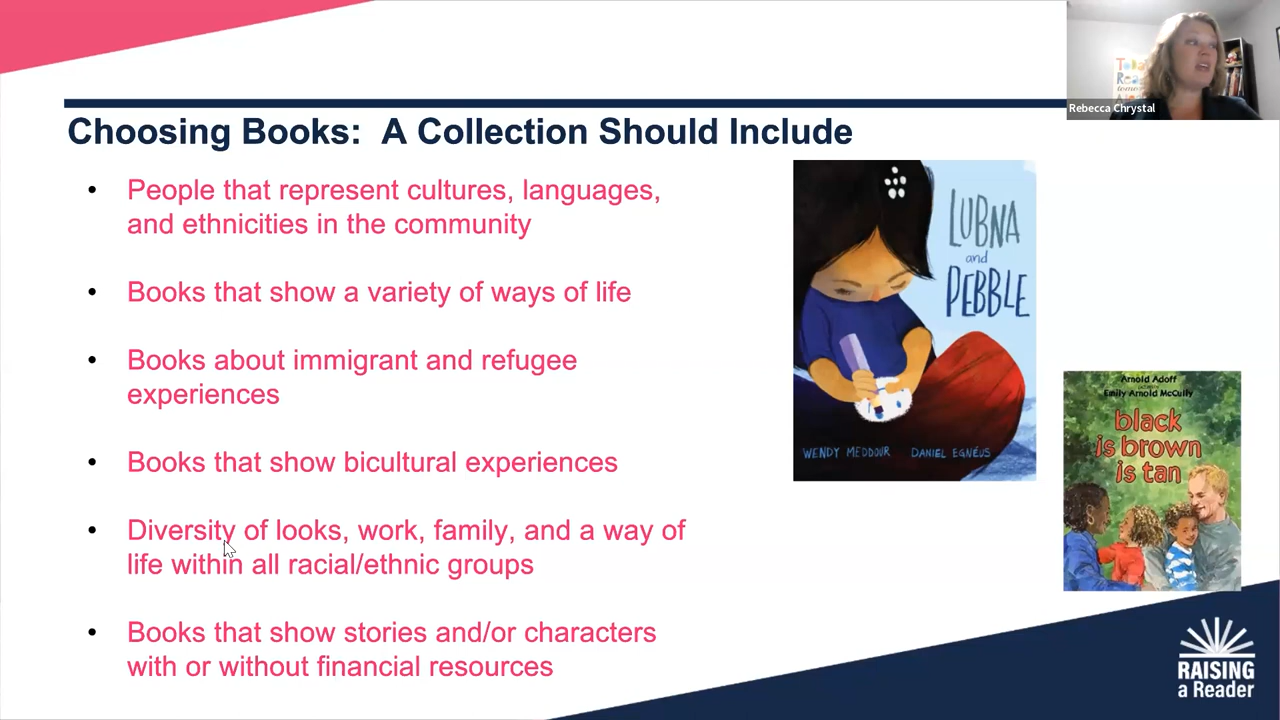 Rebecca Chrystal
Choosing Books:  A Collection Should Include
• People that represent cultures, languages,
and ethnicities in the community
• Books that show a variety of ways of life
• Books about immigrant and refugee
experiences
• Books that show bicultural experiences
• Diversity of looks, work, family, and a way of
life within all racial/ethnic groups
• Books that show stories and/or characters
with or without financial resources
LUBNA
and
PEBBLE
WENDY MEDDOUR DANIEL EGNÉUS
Arnold Adoff
Emily Arnold McCully
black
is brown
is tan
RAISING
a Reader